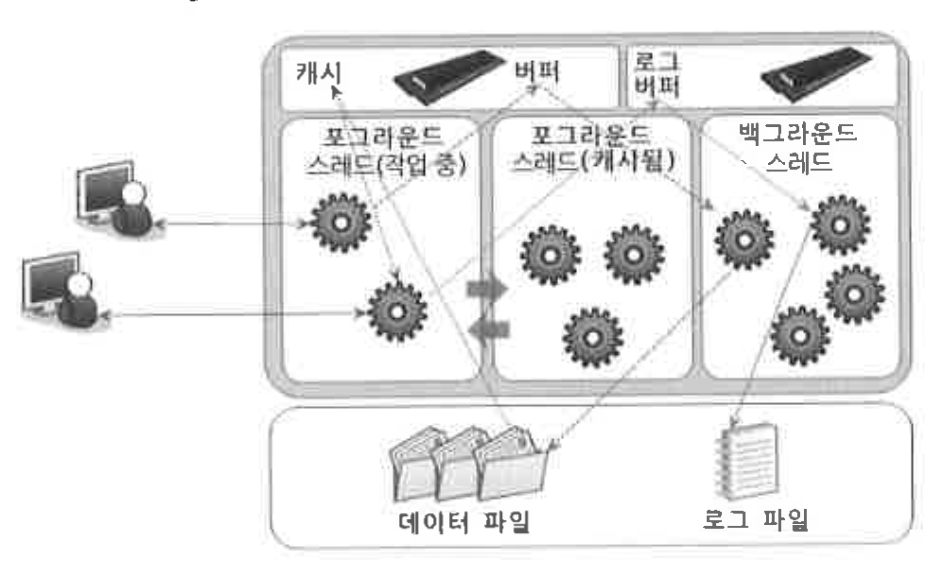 캐시
버퍼
로그
버퍼
포그라운드
스레드(작업 중)
포그라운드
스레드(캐시됨)
백그라운드
스레드
데이터 파일
로그 파일